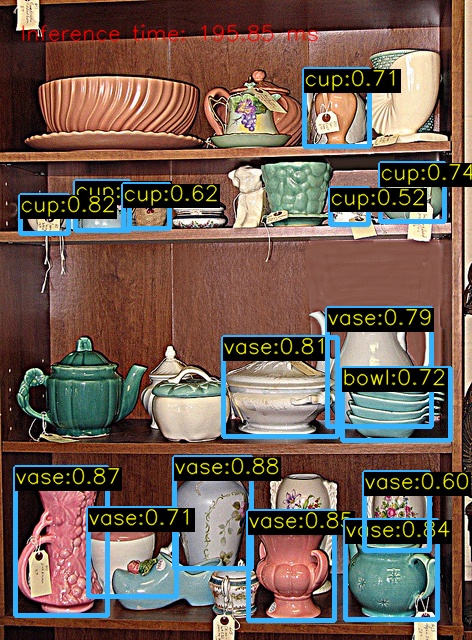 Inference time: 195.85 ms
cup:0.71
cup:0.74
cup:
cup:0.62
cup:0.82
cup:0.52
vase:0.79
vase:0.81
bowl:0.72
vase:0.88
vase:0.87
vase:0.60
vase:0.71
vase:0.85
vase:0.84